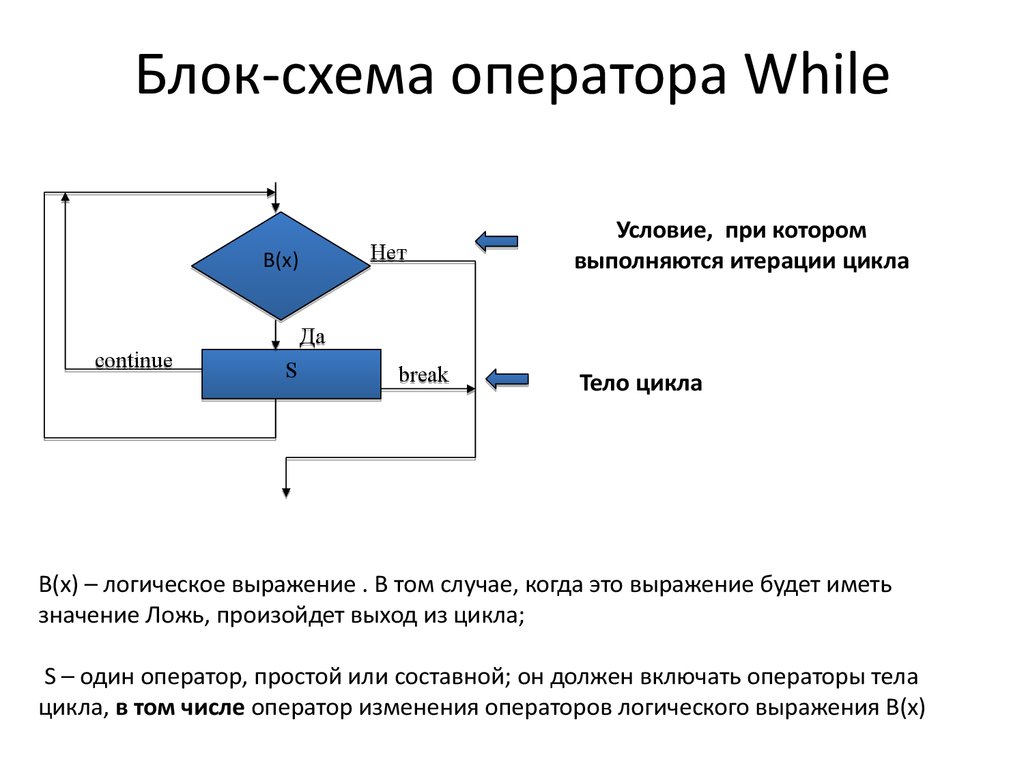 Блок-схема оператора While
Условие,  при котором
выполняются итерации цикла
B(x)
Нет
Да
continue
S
break
Тело цикла
B(x) – логическое выражение . В том случае, когда это выражение будет иметь
значение Ложь, произойдет выход из цикла;
S – один оператор, простой или составной; он должен включать операторы тела
цикла, в том числе оператор изменения операторов логического выражения B(x)